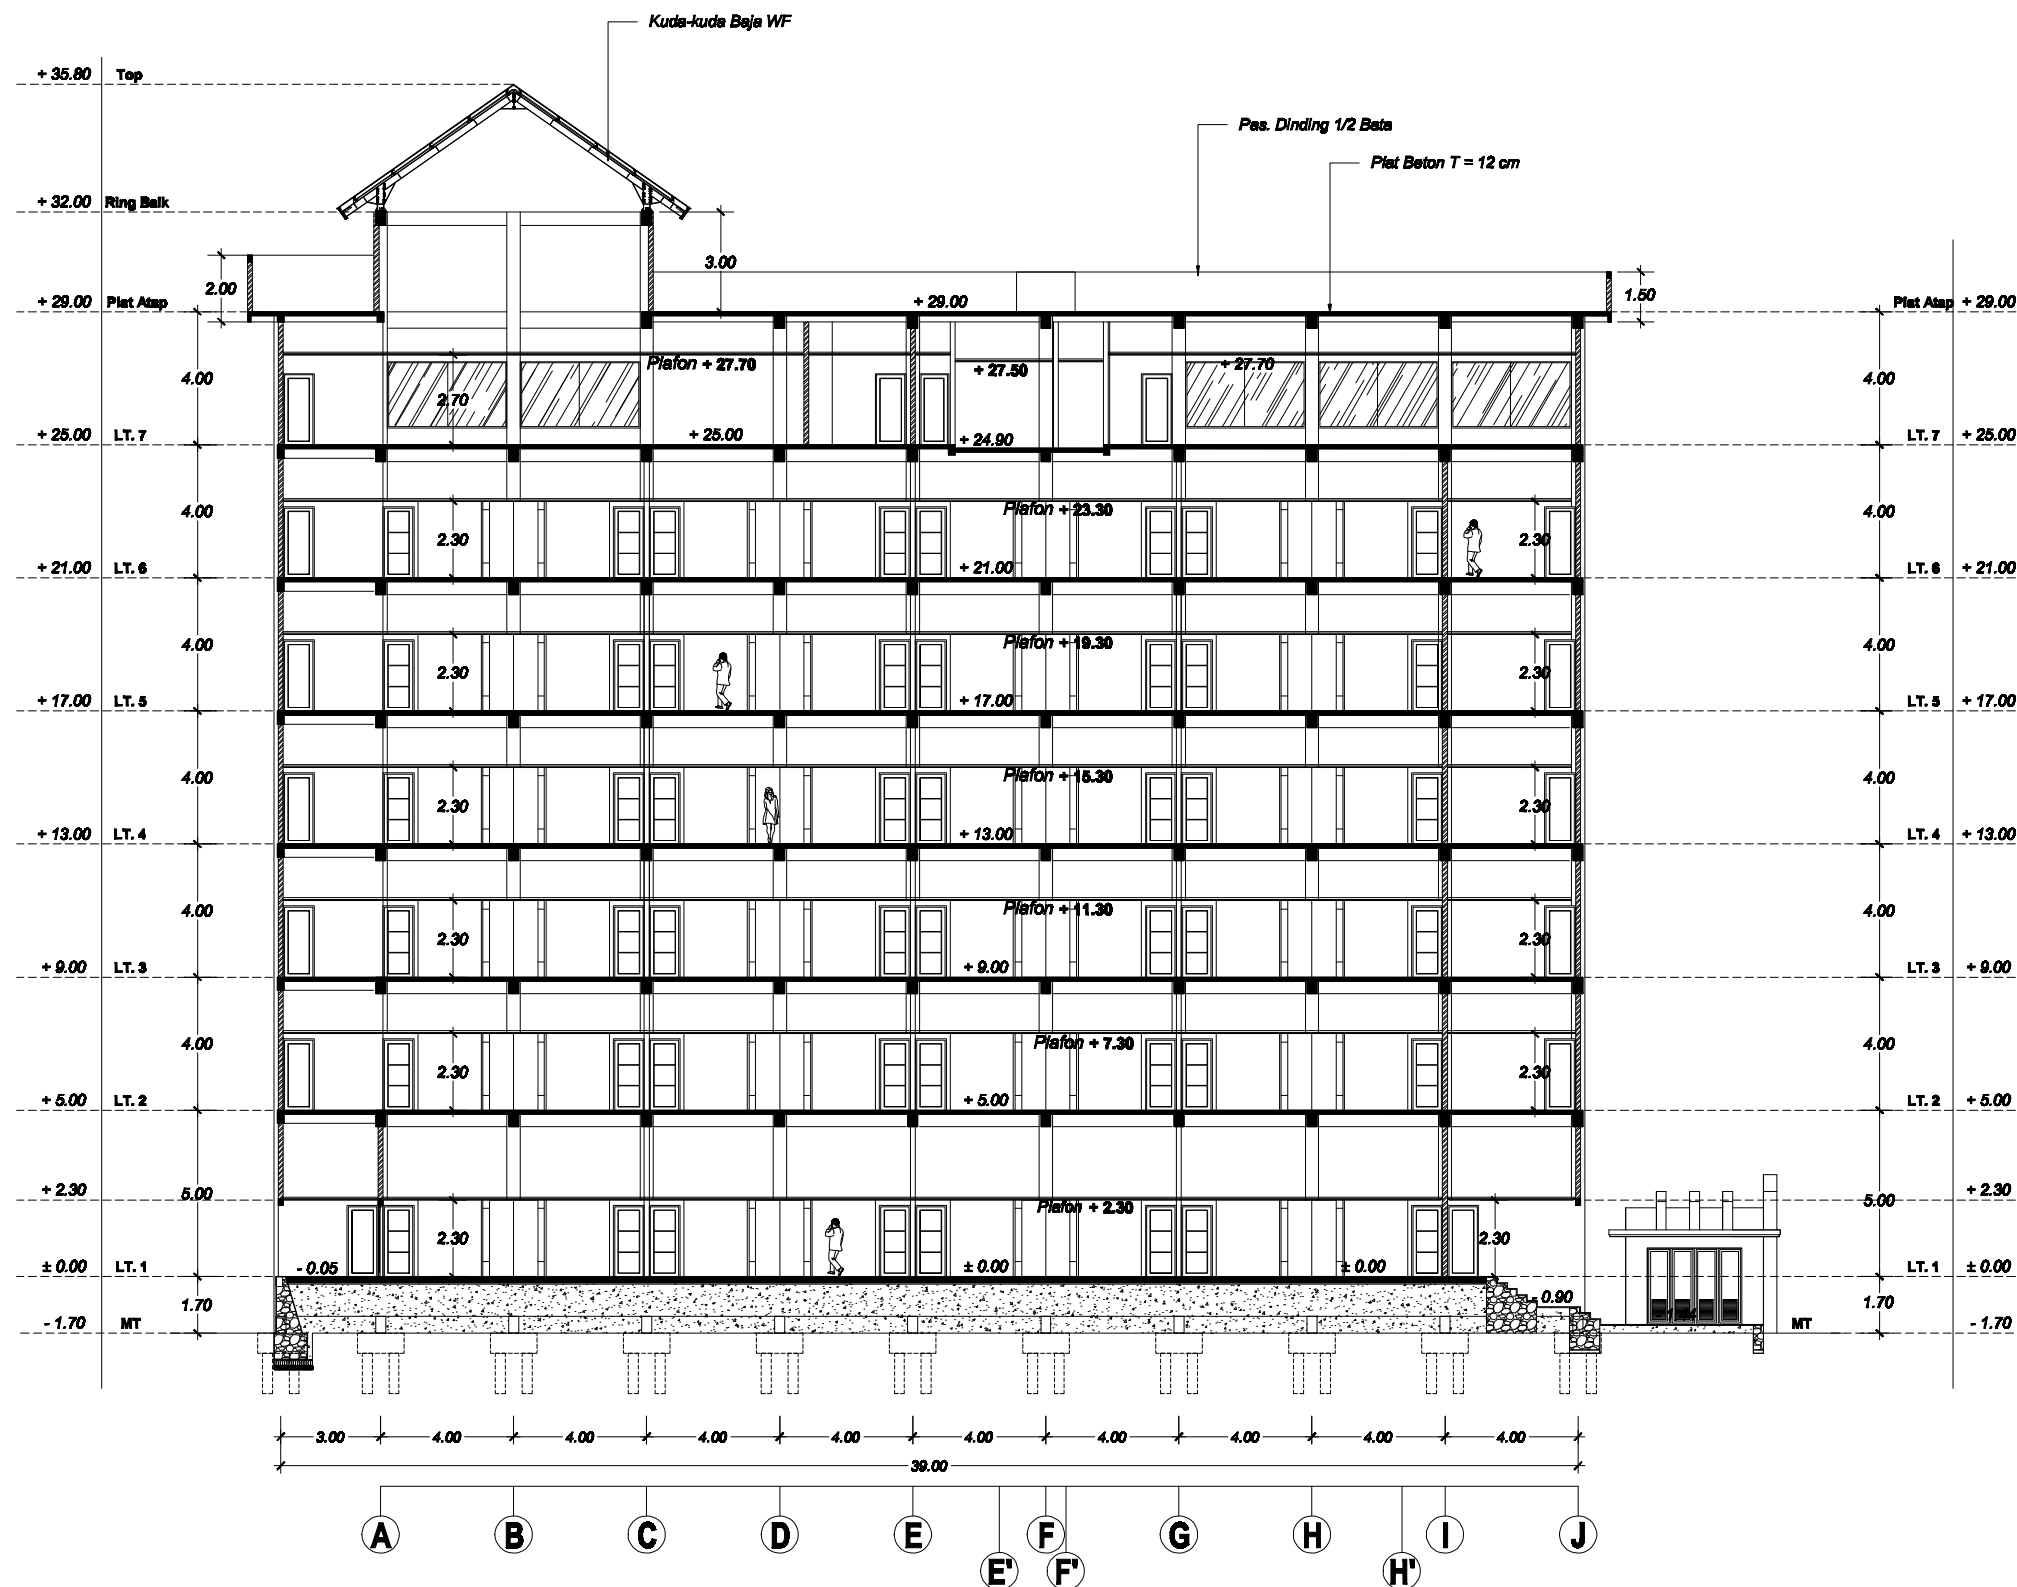 Kuda-kuda Baja WF
+ 35.80 Top
Pas. Dinding 1/2 Bata
Plat Beton T = 12 cm
+ 32.00 Ring Balk
3.00
2.00
1.50
+ 29.00 Plat Atap
+ 29.00
Plat Atap + 29.00
Plafon + 27.70
+ 27.50
+ 27.70
4.00
2.70
4.00
+ 25.00 LT. 7
+ 25.00
+ 24.90
LT. 7 + 25.00
Plafon + 23.30
4.00
2.30
2.30
4.00
+ 21.00 LT. 6
+ 21.00
LT. 6 + 21.00
Plafon + 19.30
4.00
2.30
2.30
4.00
+ 17.00 LT. 5
+ 17.00
LT. 5 + 17.00
Plafon + 15.30
4.00
2.30
2.30
4.00
+ 13.00 LT. 4
+ 13.00
LT. 4 + 13.00
Plafon + 11.30
4.00
2.30
2.30
4.00
+ 9.00 LT. 3
+ 9.00
LT. 3 + 9.00
Plafon + 7.30
4.00
2.30
2.30
4.00
+ 5.00 LT. 2
+ 5.00
LT. 2 + 5.00
+ 2.30
5.00
Plafon + 2.30
5.00
+ 2.30
2.30
2.30
± 0.00 LT. 1
- 0.05
± 0.00
± 0.00
LT. 1 ± 0.00
1.70
- 0.90
1.70
- 1.70 MT
MT - 1.70
3.00 4.00 4.00 4.00 4.00 4.00 4.00 4.00 4.00 4.00
39.00
A B C D E F G H I J
E' F' H'